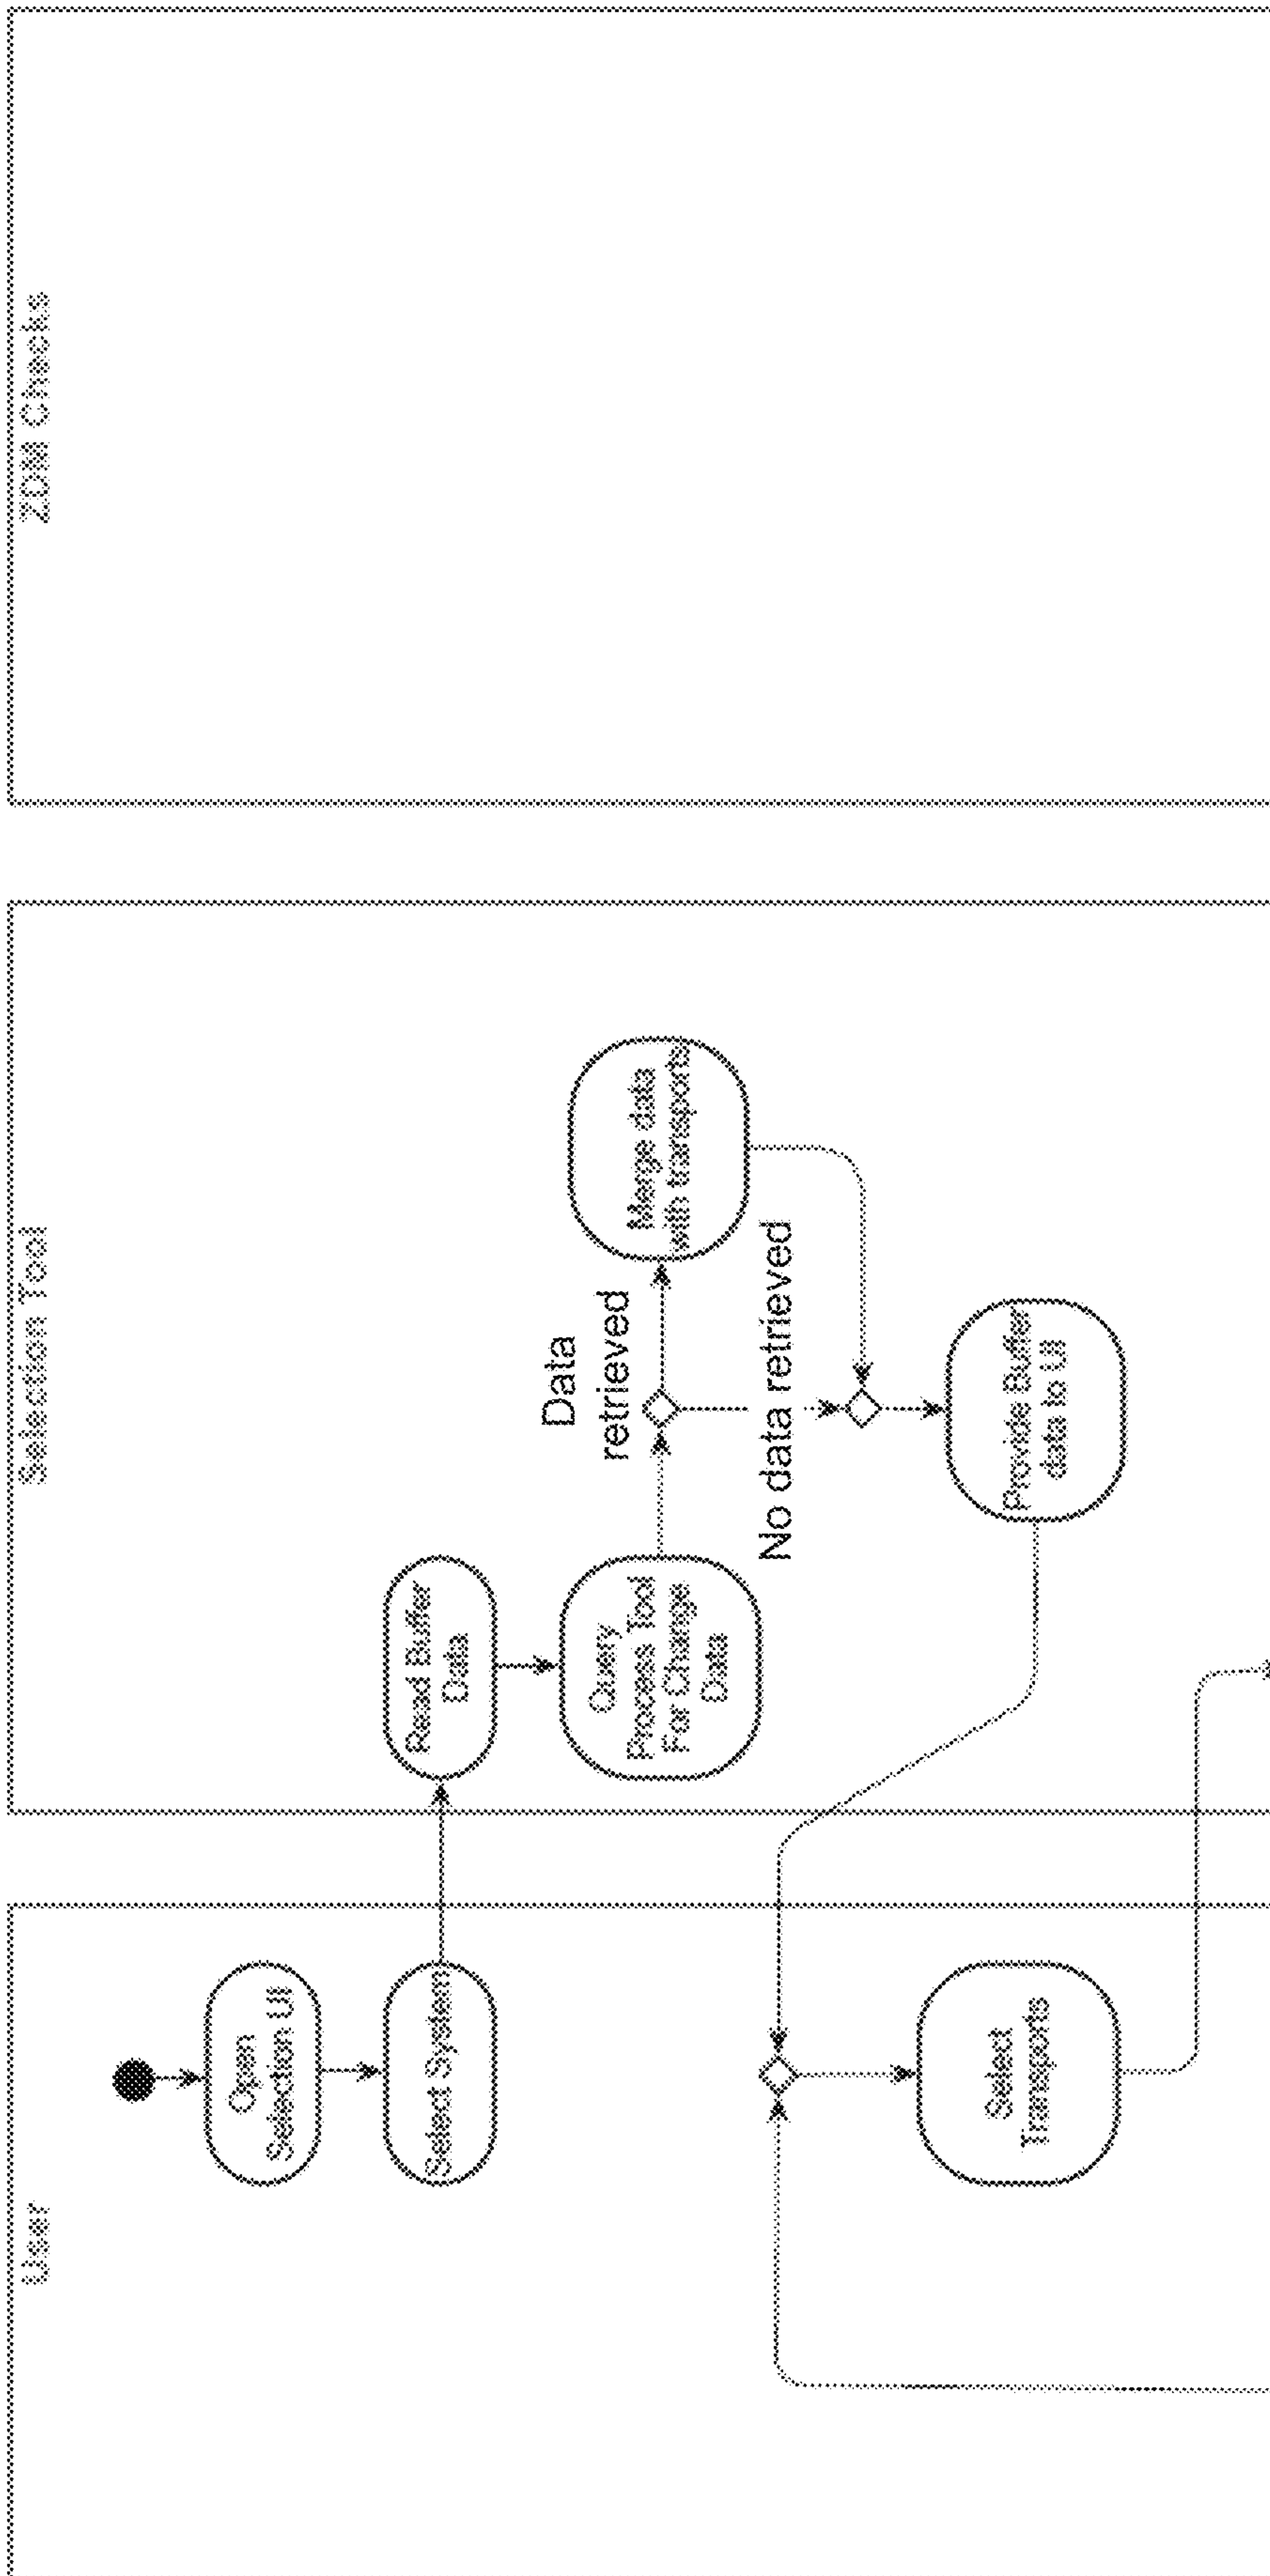 User
Selection Tool
ZDM Checks
Open
Selection UI
Select System
Read Buffer
Data
Query
Process Tool
For Change
Data
Data
retrieved
Merge data
with transports
No data retrieved
Provide Buffer
data to UI
Select
Transports